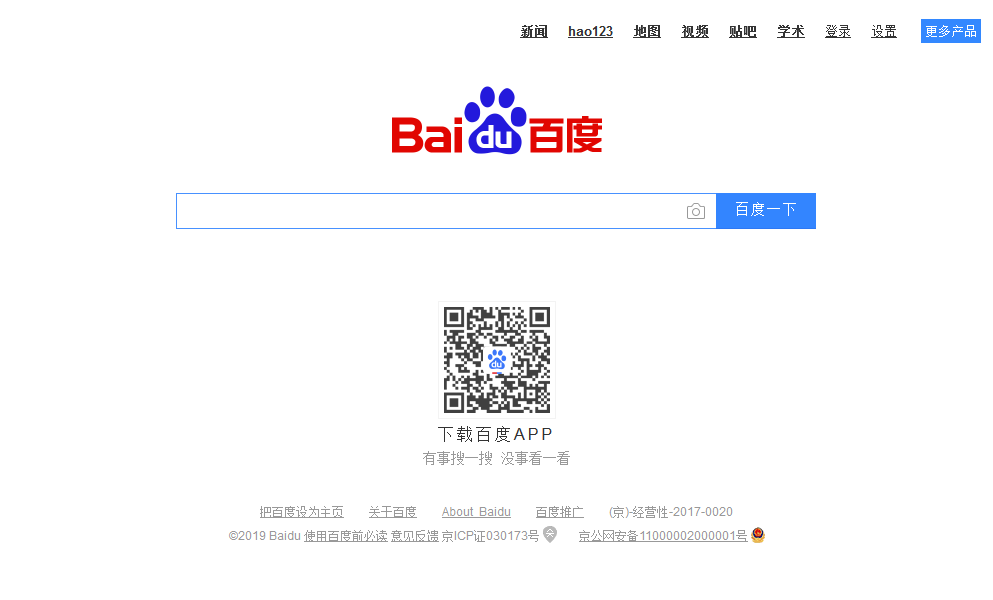 新闻 hao123 地图 视频 贴吧 学术 登录 设置 更多产品
Bai du 百度
百度一下
du
下载百度APP
有事搜一搜 没事看一看
把百度设为主页 关于百度 About Baidu 百度推广 (京)-经营性-2017-0020
©2019 Baidu 使用百度前必读 意见反馈 京ICP证030173号 京公网安备11000002000001号